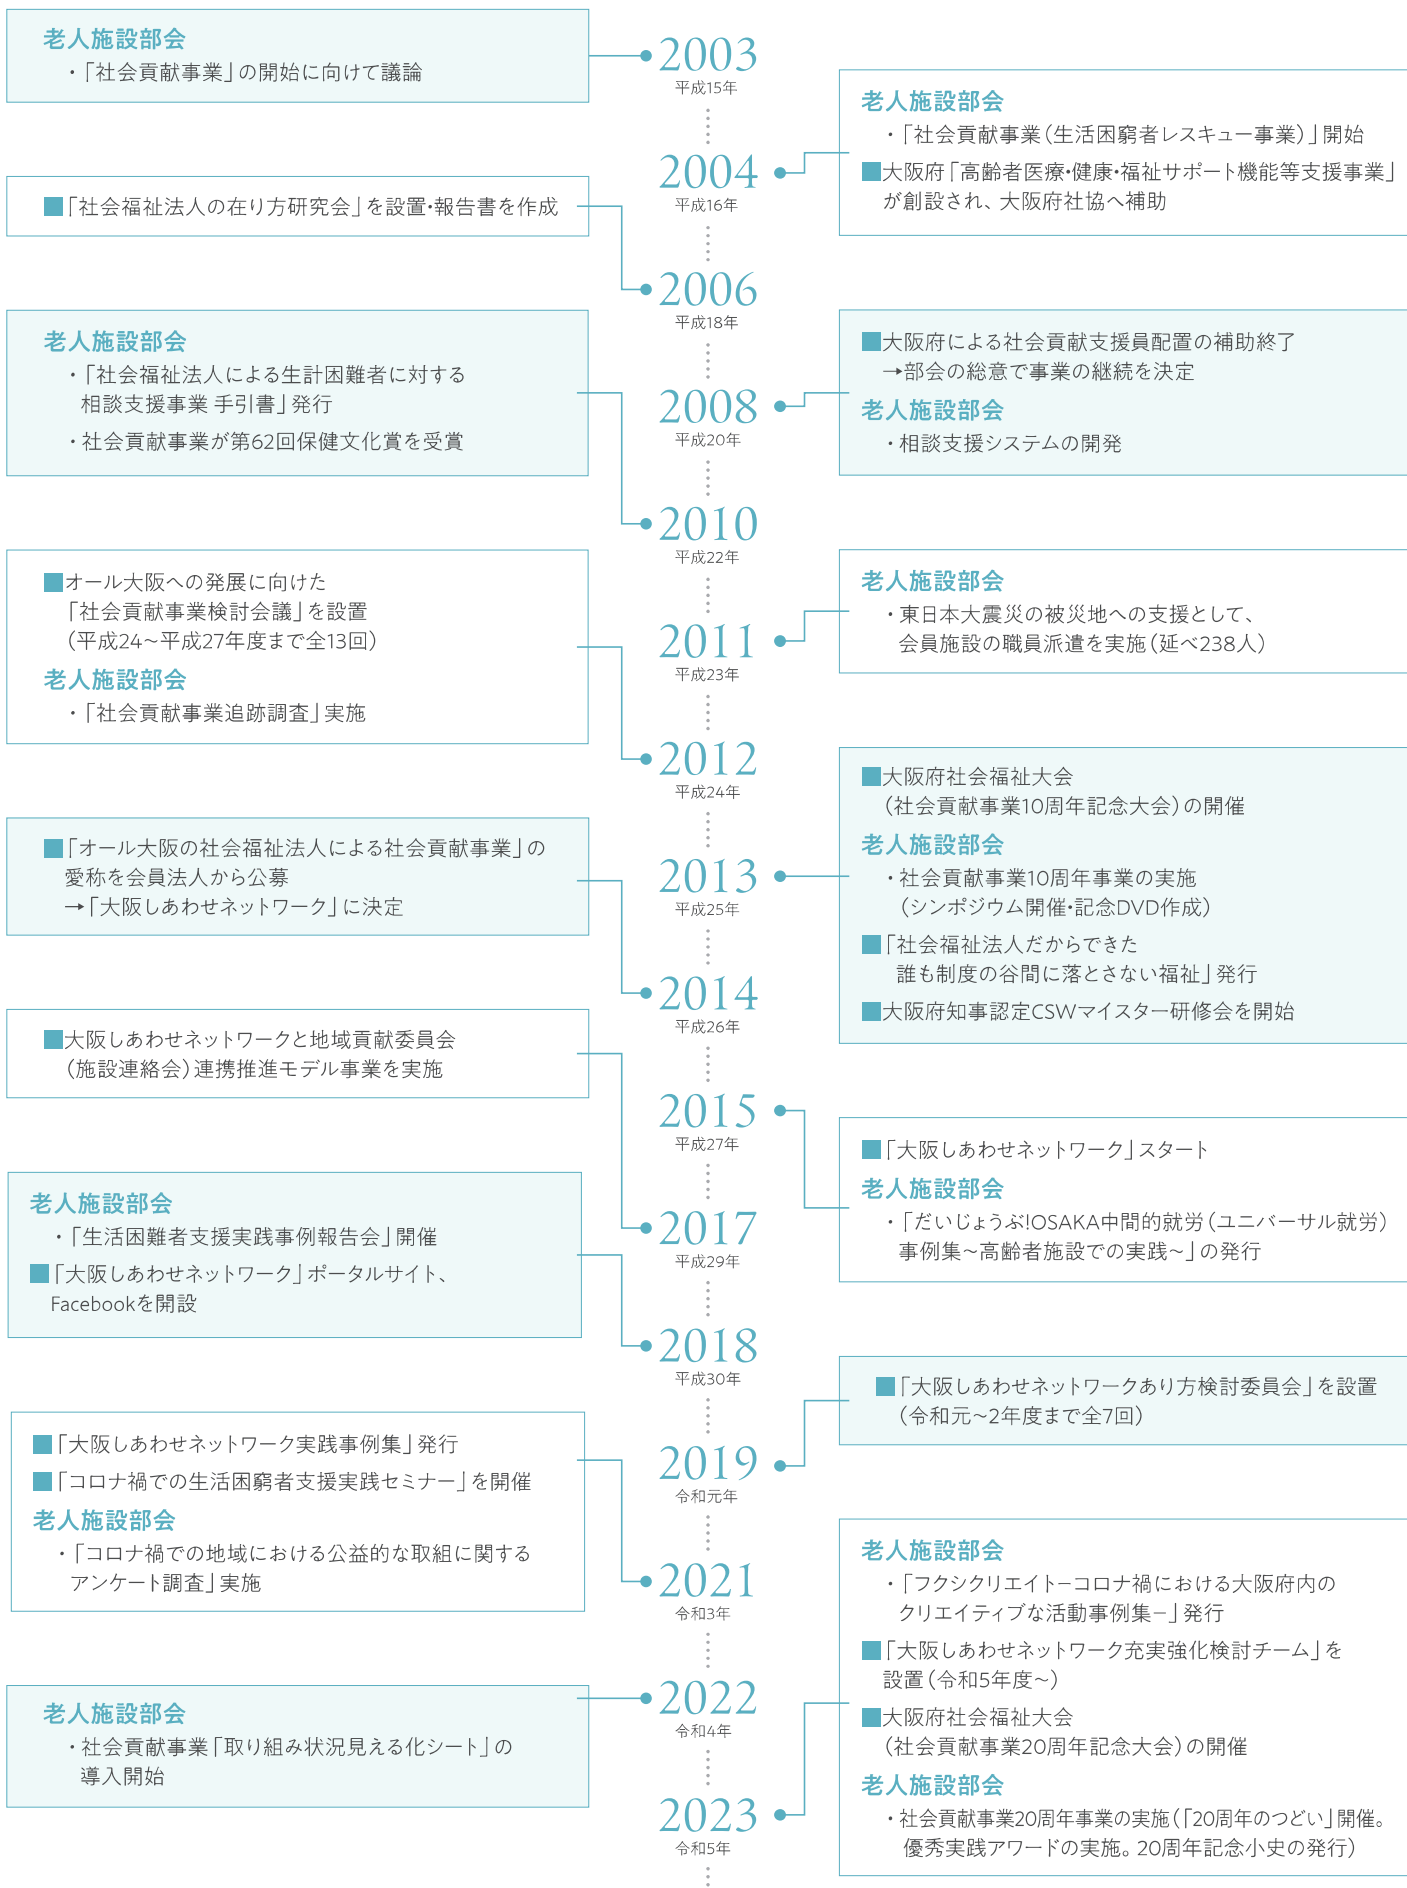 2003
平成15年
老人施設部会
・「社会貢献事業」の開始に向けて議論
2004
平成16年
老人施設部会
・「社会貢献事業（生活困窮者レスキュー事業）」開始
■大阪府「高齢者医療・健康・福祉サポート機能等支援事業」
が創設され、大阪府社協へ補助
2006
平成18年
■「社会福祉法人の在り方研究会」を設置・報告書を作成
2008
平成20年
■大阪府による社会貢献支援員配置の補助終了
→部会の総意で事業の継続を決定
老人施設部会
・相談支援システムの開発
2010
平成22年
老人施設部会
・「社会福祉法人による生計困難者に対する
相談支援事業 手引書」発行
・社会貢献事業が第62回保健文化賞を受賞
2011
平成23年
老人施設部会
・東日本大震災の被災地への支援として、
会員施設の職員派遣を実施（延べ238人）
2012
平成24年
■オール大阪への発展に向けた
「社会貢献事業検討会議」を設置
（平成24～平成27年度まで全13回）
老人施設部会
・「社会貢献事業追跡調査」実施
2013
平成25年
■大阪府社会福祉大会
（社会貢献事業10周年記念大会）の開催
老人施設部会
・社会貢献事業10周年事業の実施
（シンポジウム開催・記念DVD作成）
■「社会福祉法人だからできた
誰も制度の谷間に落とさない福祉」発行
■大阪府知事認定CSWマイスター研修会を開始
2014
平成26年
■「オール大阪の社会福祉法人による社会貢献事業」の
愛称を会員法人から公募
→「大阪しあわせネットワーク」に決定
2015
平成27年
■「大阪しあわせネットワーク」スタート
老人施設部会
・「だいじょうぶ!OSAKA中間的就労（ユニバーサル就労）
事例集～高齢者施設での実践～」の発行
2017
平成29年
■大阪しあわせネットワークと地域貢献委員会
（施設連絡会）連携推進モデル事業を実施
2018
平成30年
老人施設部会
・「生活困難者支援実践事例報告会」開催
■「大阪しあわせネットワーク」ポータルサイト、
Facebookを開設
2019
令和元年
■「大阪しあわせネットワークあり方検討委員会」を設置
（令和元～2年度まで全7回）
2021
令和3年
■「大阪しあわせネットワーク実践事例集」発行
■「コロナ禍での生活困窮者支援実践セミナー」を開催
老人施設部会
・「コロナ禍での地域における公益的な取組に関する
アンケート調査」実施
2022
令和4年
老人施設部会
・社会貢献事業「取り組み状況見える化シート」の
導入開始
2023
令和5年
老人施設部会
・「フクシクリエイト−コロナ禍における大阪府内の
クリエイティブな活動事例集−」発行
■「大阪しあわせネットワーク充実強化検討チーム」を
設置（令和5年度～）
■大阪府社会福祉大会
（社会貢献事業20周年記念大会）の開催
老人施設部会
・社会貢献事業20周年事業の実施（「20周年のつどい」開催。
優秀実践アワードの実施。20周年記念小史の発行）